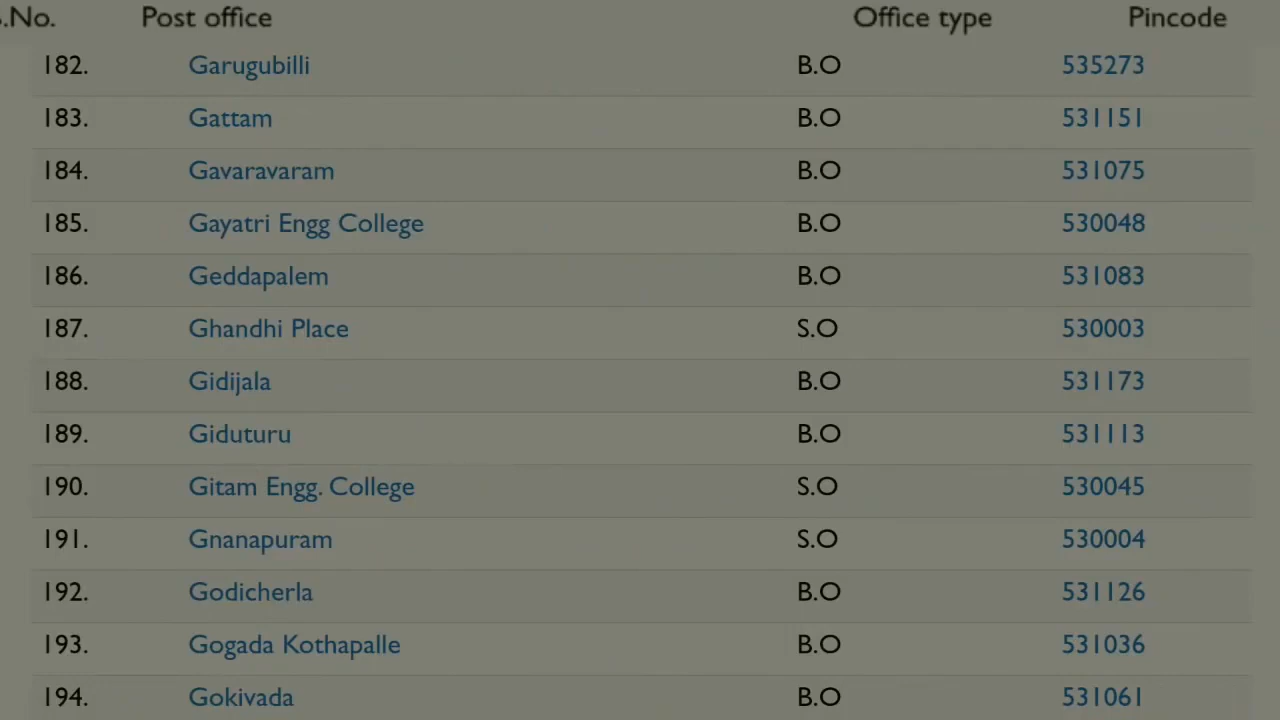 S.No. Post office Office type Pincode
182. Garugubilli B.O 535273
183. Gattam B.O 531151
184. Gavaravaram B.O 531075
185. Gayatri Engg College B.O 530048
186. Geddapalem B.O 531083
187. Ghandhi Place S.O 530003
188. Gidijala B.O 531173
189. Giduturu B.O 531113
190. Gitam Engg. College S.O 530045
191. Gnanapuram S.O 530004
192. Godicherla B.O 531126
193. Gogada Kothapalle B.O 531036
194. Gokivada B.O 531061